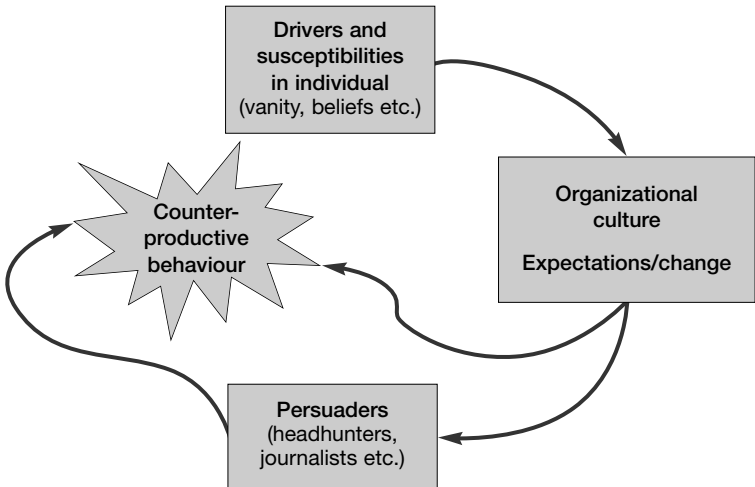 Drivers and
susceptibilities
in individual
(vanity, beliefs etc.)
Organizational
culture
Expectations/change
Counter-
productive
behaviour
Persuaders
(headhunters,
journalists etc.)